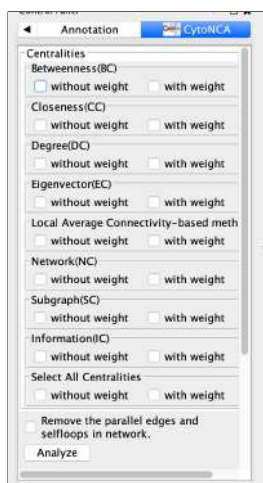 Annotation CytoNCA
Centralities
Betweenness(BC)
without weight with weight
Closeness(CC)
without weight with weight
Degree(DC)
without weight with weight
Eigenvector(EC)
without weight with weight
Local Average Connectivity-based meth
without weight with weight
Network(NC)
without weight with weight
Subgraph(SC)
without weight with weight
Information(IC)
without weight with weight
Select All Centralities
without weight with weight
Remove the parallel edges and
selfloops in network.
Analyze